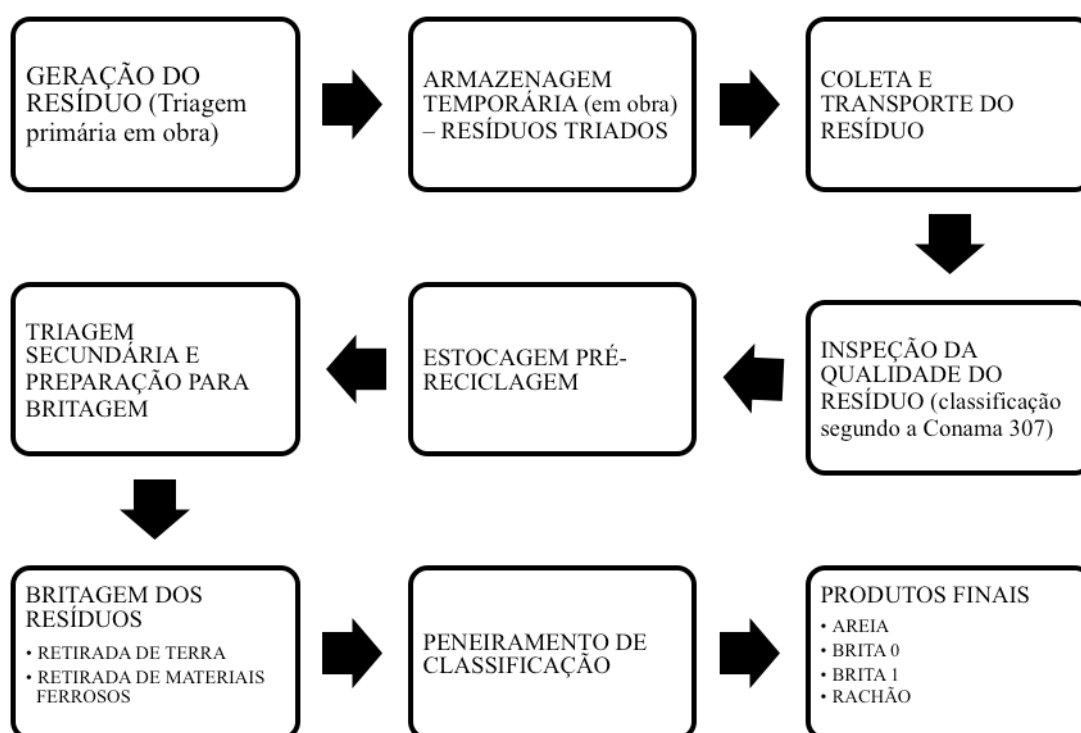 GERAÇÃO DO
RESÍDUO (Triagem
primária em obra)
ARMAZENAGEM
TEMPORÁRIA (em obra)
– RESÍDUOS TRIADOS
COLETA E
TRANSPORTE DO
RESÍDUO
INSPEÇÃO DA
QUALIDADE DO
RESÍDUO (classificação
segundo a Conama 307)
ESTOCAGEM PRÉ-
RECICLAGEM
TRIAGEM
SECUNDÁRIA E
PREPARAÇÃO PARA
BRITAGEM
BRITAGEM DOS
RESÍDUOS
• RETIRADA DE TERRA
• RETIRADA DE MATERIAIS
FERROSOS
PENEIRAMENTO DE
CLASSIFICAÇÃO
PRODUTOS FINAIS
• AREIA
• BRITA 0
• BRITA 1
• RACHÃO